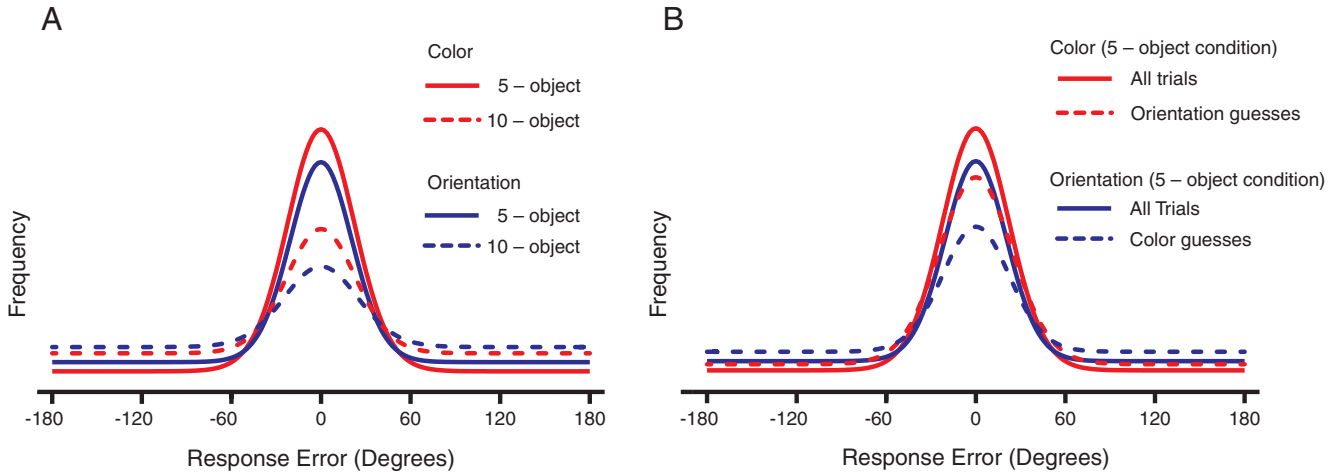 A
Color
5 – object
10 – object
Orientation
5 – object
10 – object
Frequency
-180 -120 -60 0 60 120 180
Response Error (Degrees)
B
Color (5 – object condition)
All trials
Orientation guesses
Orientation (5 – object condition)
All Trials
Color guesses
Frequency
-180 -120 -60 0 60 120 180
Response Error (Degrees)